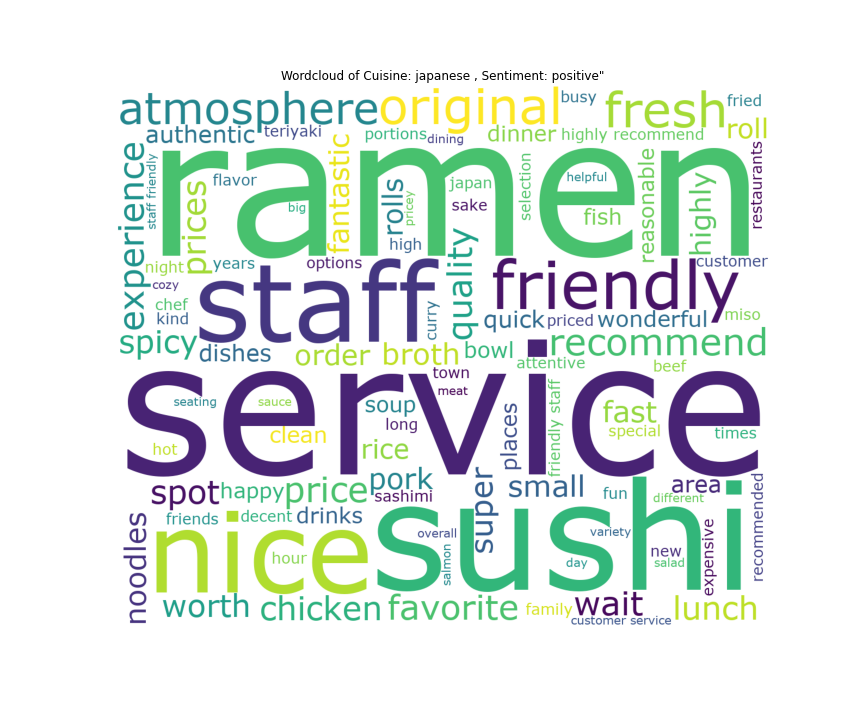 Wordcloud of Cuisine: japanese , Sentiment: positive"
atmosphere original busy fresh fried
authentic teriyaki portions dining dinner highly recommend roll
experience staff friendly ramen restaurants
prices flavor big fantastic rolls pricey japan sake selection helpful fish reasonable highly
night years options high quality customer
cozy staff friendly
chef kind curry quick priced wonderful miso
spicy dishes order broth bowl recommend
attentive beef
town
service
seating sauce meat
soup long places friendly staff fast special times
hot clean rice
spot happy price pork sashimi super small fun area different recommended
noodles friends decent drinks overall sushi variety new expensive
nice hour salmon day salad
worth chicken favorite family wait lunch
customer service